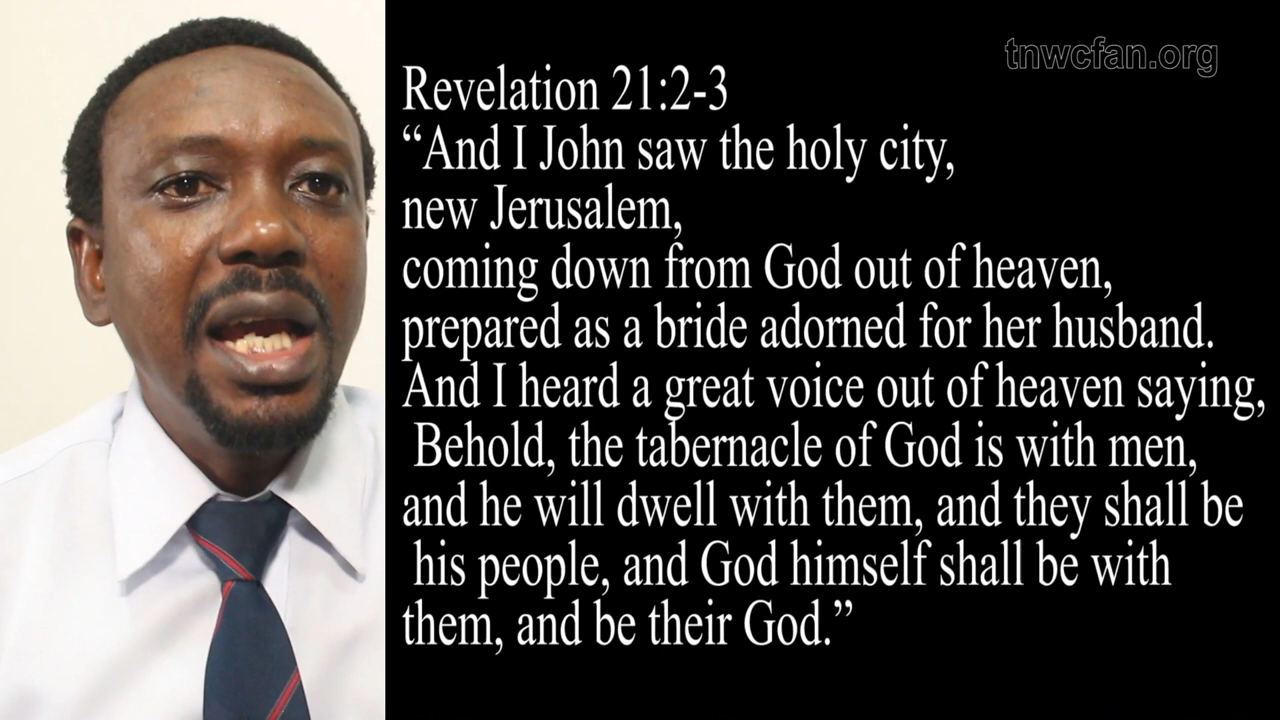 tnwcfan.org
Revelation 21:2-3
“And I John saw the holy city,
new Jerusalem,
coming down from God out of heaven,
prepared as a bride adorned for her husband.
And I heard a great voice out of heaven saying,
Behold, the tabernacle of God is with men,
and he will dwell with them, and they shall be
his people, and God himself shall be with
them, and be their God.”